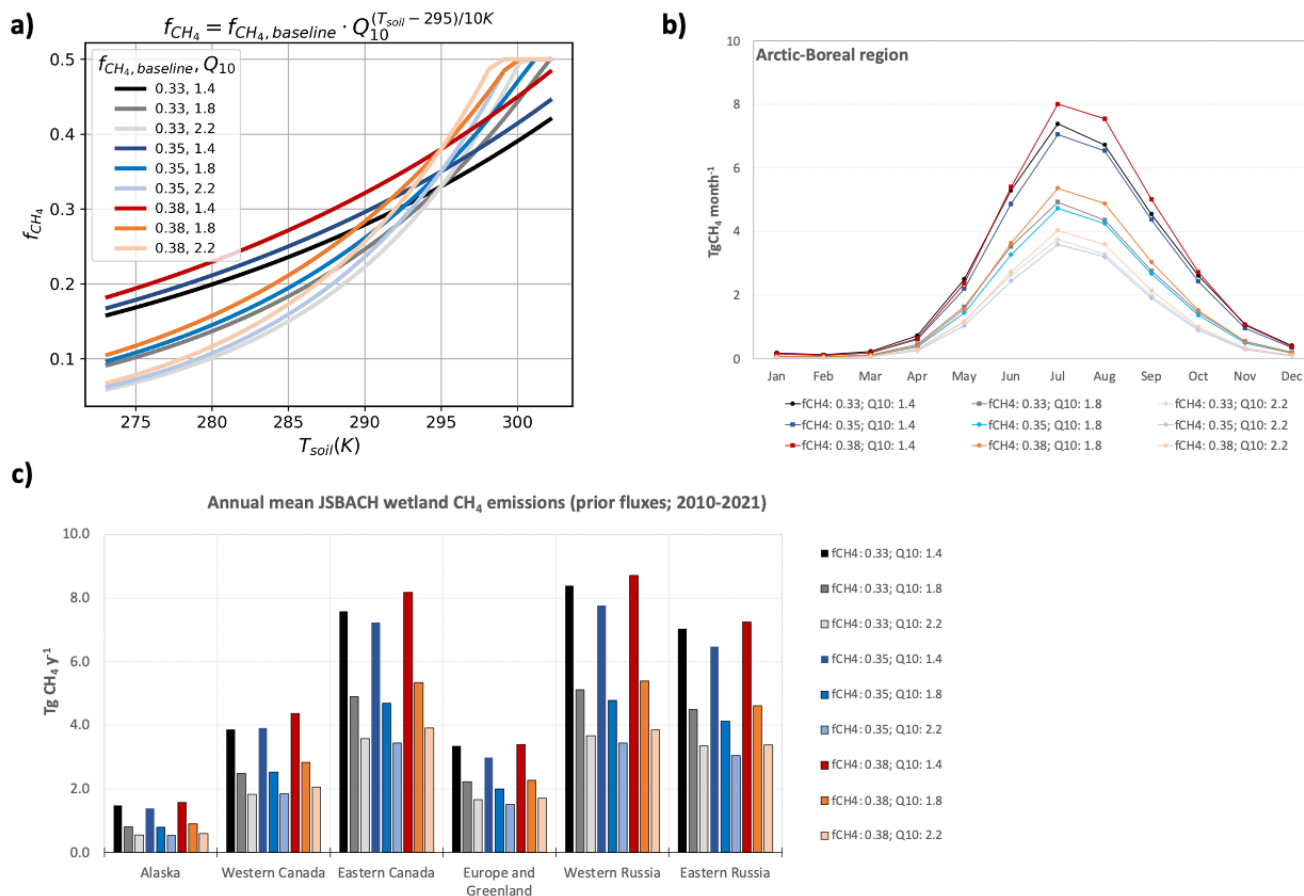 a)
f_CH₄ = f_CH₄,baseline · Q₁₀^(T_soil − 295)/10K
f_CH₄,baseline, Q₁₀
0.33, 1.4
0.33, 1.8
0.33, 2.2
0.35, 1.4
0.35, 1.8
0.35, 2.2
0.38, 1.4
0.38, 1.8
0.38, 2.2
0.5
0.4
0.3
0.2
0.1
f_CH₄
275 280 285 290 295 300
T_soil(K)
b)
Arctic-Boreal region
10
8
6
4
2
0
TgCH₄ month⁻¹
Jan Feb Mar Apr May Jun Jul Aug Sep Oct Nov Dec
fCH4: 0.33; Q10: 1.4 fCH4: 0.33; Q10: 1.8 fCH4: 0.33; Q10: 2.2
fCH4: 0.35; Q10: 1.4 fCH4: 0.35; Q10: 1.8 fCH4: 0.35; Q10: 2.2
fCH4: 0.38; Q10: 1.4 fCH4: 0.38; Q10: 1.8 fCH4: 0.38; Q10: 2.2
c)
Annual mean JSBACH wetland CH₄ emissions (prior fluxes; 2010-2021)
10.0
8.0
6.0
4.0
2.0
0.0
Tg CH₄ y⁻¹
Alaska Western Canada Eastern Canada Europe and Western Russia Eastern Russia
Greenland
fCH4: 0.33; Q10: 1.4
fCH4: 0.33; Q10: 1.8
fCH4: 0.33; Q10: 2.2
fCH4: 0.35; Q10: 1.4
fCH4: 0.35; Q10: 1.8
fCH4: 0.35; Q10: 2.2
fCH4: 0.38; Q10: 1.4
fCH4: 0.38; Q10: 1.8
fCH4: 0.38; Q10: 2.2